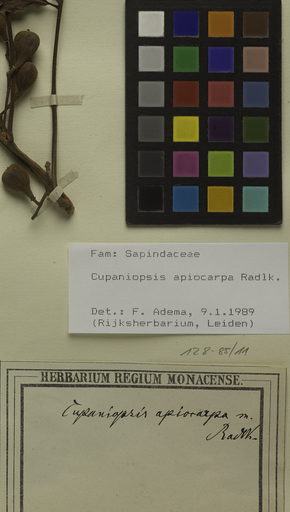 Fam: Sapindaceae
Cupaniopsis apiocarpa Radlk.
Det.: F. Adema, 9.1.1989
(Rijksherbarium, Leiden)
128-85/11
HERBARIUM REGIUM MONACENSE.
Cupaniopsis apiocarpa m.
Radlk.